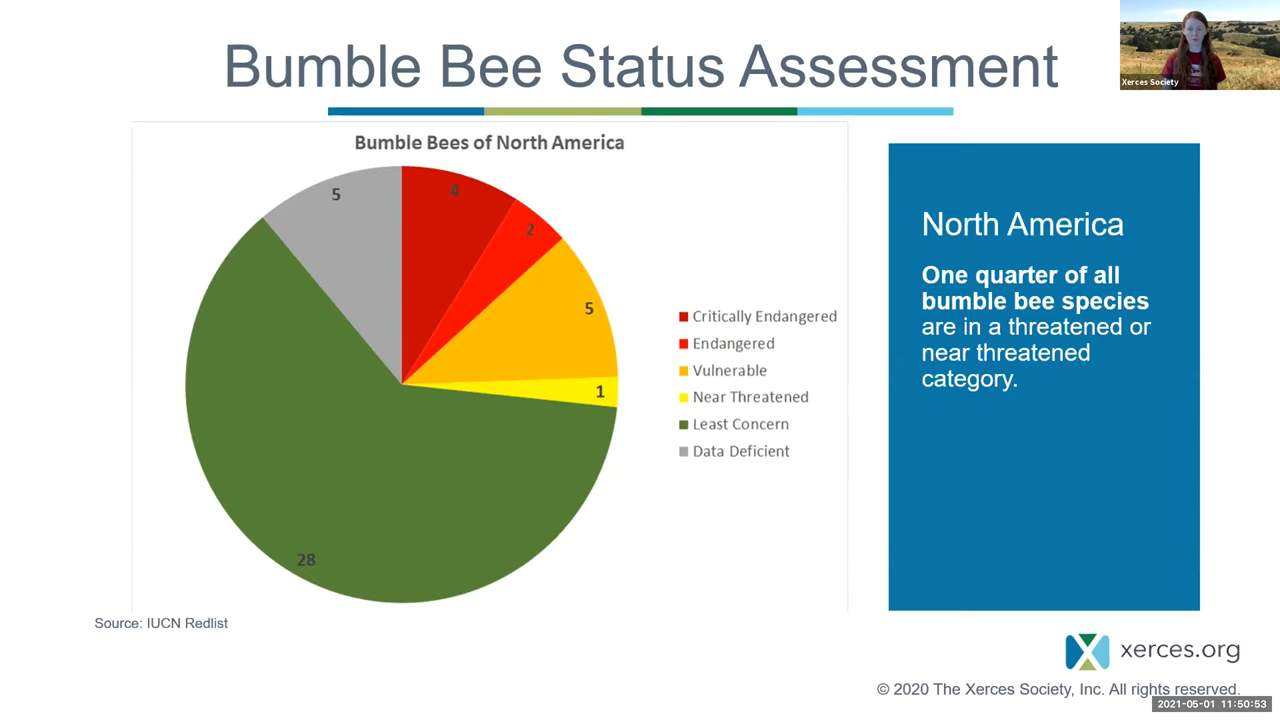 Bumble Bee Status Assessment
Xerces Society
Bumble Bees of North America
5
4
2
5
1
28
Critically Endangered
Endangered
Vulnerable
Near Threatened
Least Concern
Data Deficient
North America
One quarter of all
bumble bee species
are in a threatened or
near threatened
category.
Source: IUCN Redlist
xerces.org
© 2020 The Xerces Society, Inc. All rights reserved.
2021-05-01 11:50:53